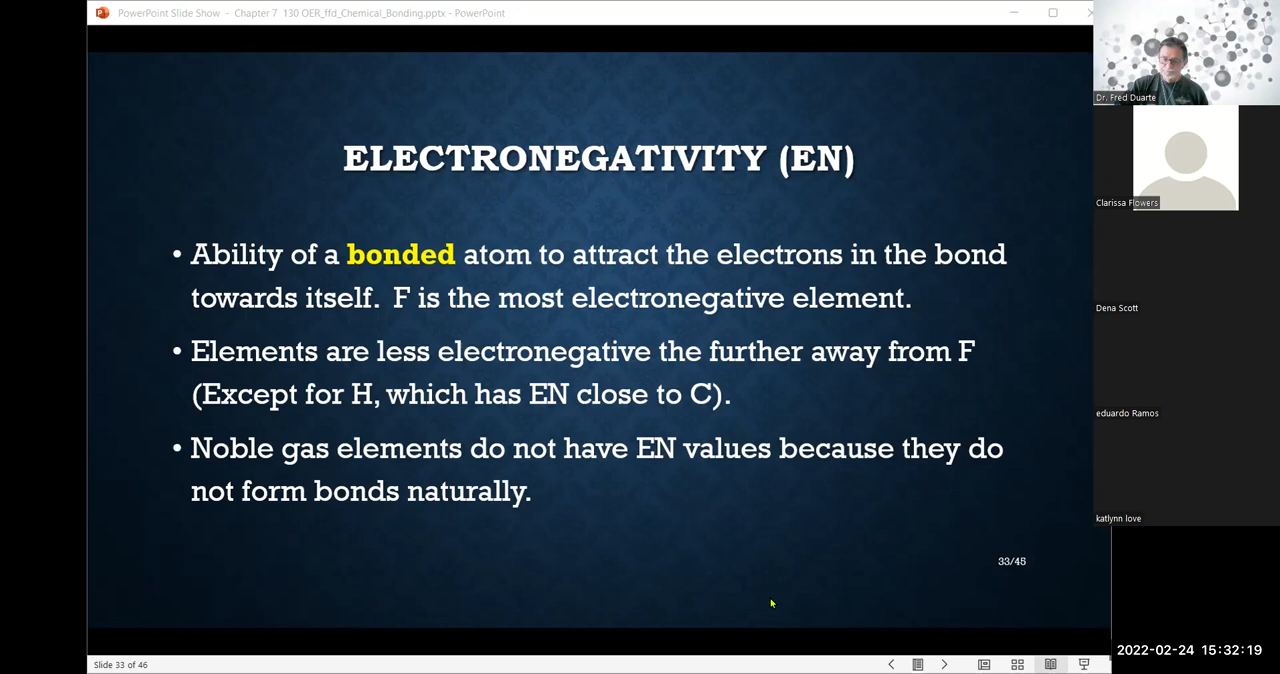 PowerPoint Slide Show - Chapter 7 130 OER_ffd_Chemical_Bonding.pptx - PowerPoint
Dr. Fred Duarte
Clarissa Flowers
Dena Scott
eduardo Ramos
katlynn love
ELECTRONEGATIVITY (EN)
• Ability of a bonded atom to attract the electrons in the bond
towards itself. F is the most electronegative element.
• Elements are less electronegative the further away from F
(Except for H, which has EN close to C).
• Noble gas elements do not have EN values because they do
not form bonds naturally.
33/45
Slide 33 of 46
2022-02-24 15:32:19